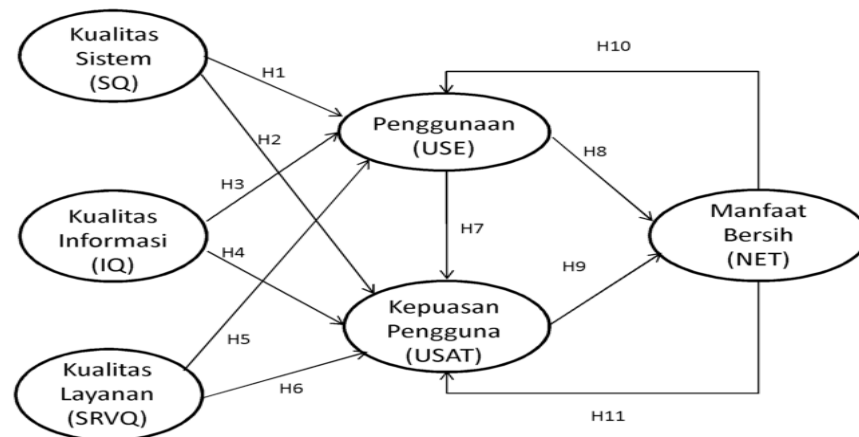 Kualitas
Sistem
(SQ)
H1
H2
H3
Kualitas
Informasi
(IQ)
H4
H5
Kualitas
Layanan
(SRVQ)
H6
Penggunaan
(USE)
H7
Kepuasan
Pengguna
(USAT)
H10
H8
H9
Manfaat
Bersih
(NET)
H11